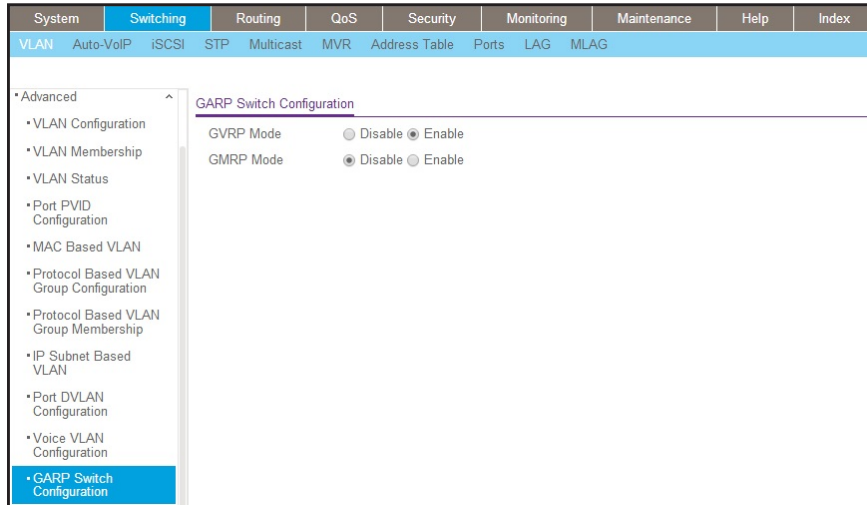 System Switching Routing QoS Security Monitoring Maintenance Help Index
VLAN Auto-VoIP iSCSI STP Multicast MVR Address Table Ports LAG MLAG
Advanced
VLAN Configuration
VLAN Membership
VLAN Status
Port PVID
Configuration
MAC Based VLAN
Protocol Based VLAN
Group Configuration
Protocol Based VLAN
Group Membership
IP Subnet Based
VLAN
Port DVLAN
Configuration
Voice VLAN
Configuration
GARP Switch
Configuration
GARP Switch Configuration
GVRP Mode Disable Enable
GMRP Mode Disable Enable